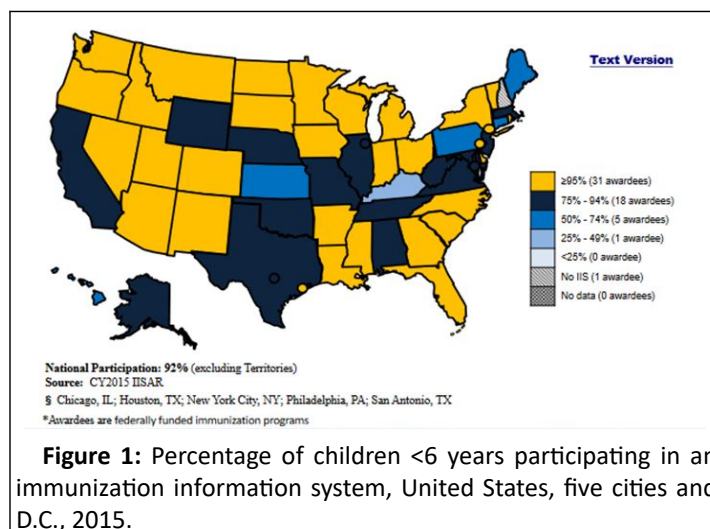 Text Version
≥95% (31 awardees)
75% - 94% (18 awardees)
50% - 74% (5 awardees)
25% - 49% (1 awardee)
<25% (0 awardee)
No IIS (1 awardee)
No data (0 awardees)
National Participation: 92% (excluding Territories)
Source: CY2015 IISAR
§ Chicago, IL; Houston, TX; New York City, NY; Philadelphia, PA; San Antonio, TX
*Awardees are federally funded immunization programs
Figure 1: Percentage of children <6 years participating in an
immunization information system, United States, five cities and
D.C., 2015.